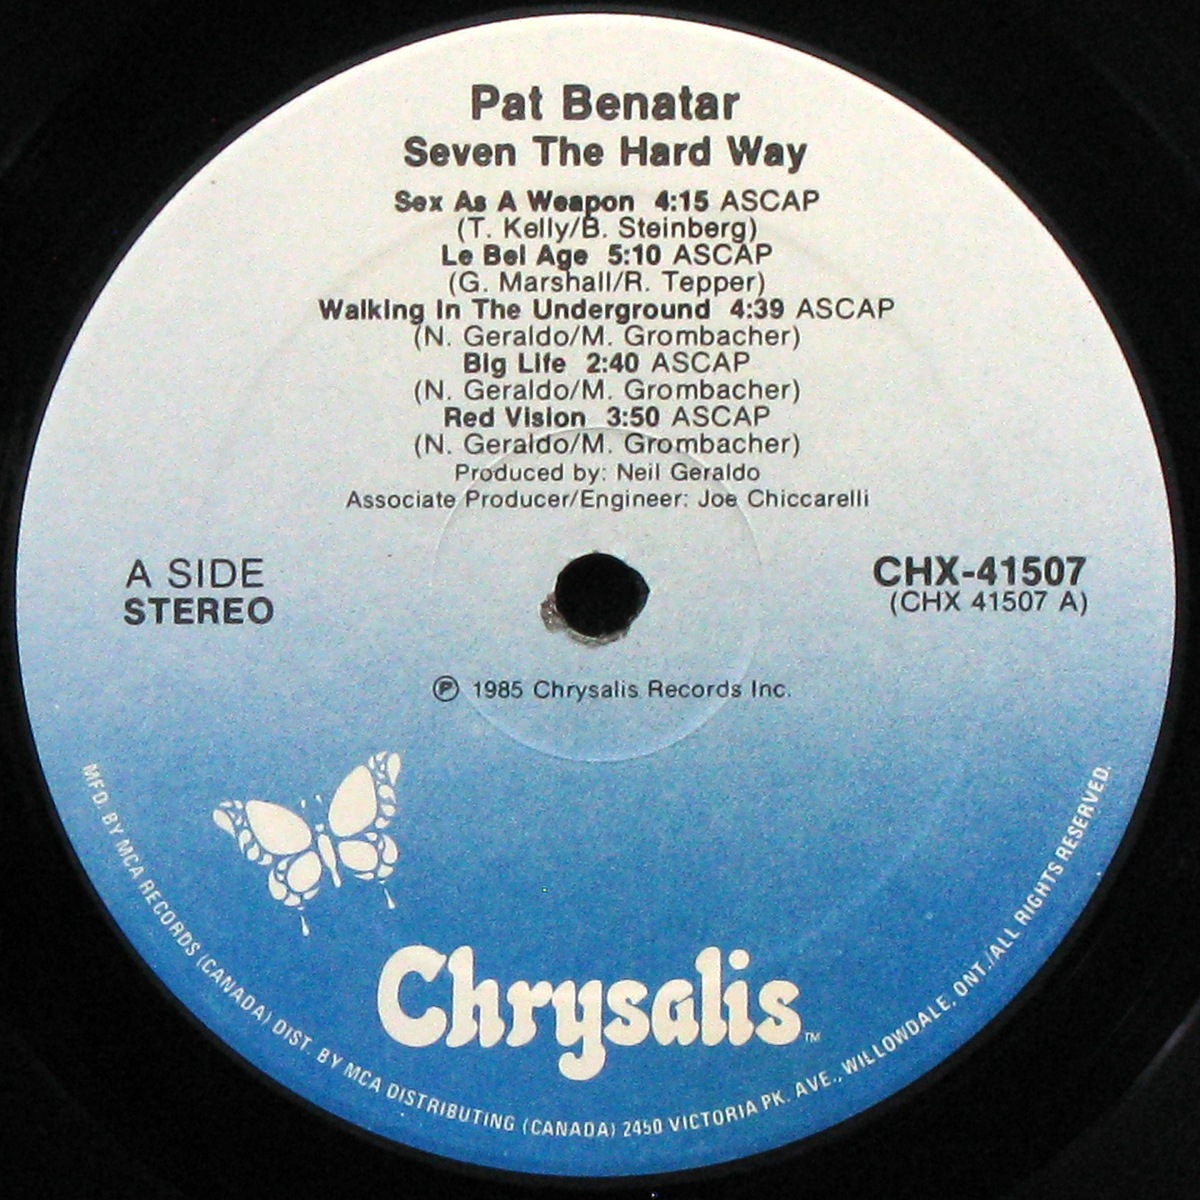 Pat Benatar
Seven The Hard Way
Sex As A Weapon 4:15 ASCAP
(T. Kelly/B. Steinberg)
Le Bel Age 5:10 ASCAP
(G. Marshall/R. Tepper)
Walking In The Underground 4:39 ASCAP
(N. Geraldo/M. Grombacher)
Big Life 2:40 ASCAP
(N. Geraldo/M. Grombacher)
Red Vision 3:50 ASCAP
(N. Geraldo/M. Grombacher)
Produced by: Neil Geraldo
Associate Producer/Engineer: Joe Chiccarelli
A SIDE
STEREO
CHX-41507
(CHX 41507 A)
℗ 1985 Chrysalis Records Inc.
Chrysalis™
MFD. BY MCA RECORDS (CANADA) DIST. BY MCA DISTRIBUTING (CANADA) 2450 VICTORIA PK. AVE., WILLOWDALE, ONT./ALL RIGHTS RESERVED.